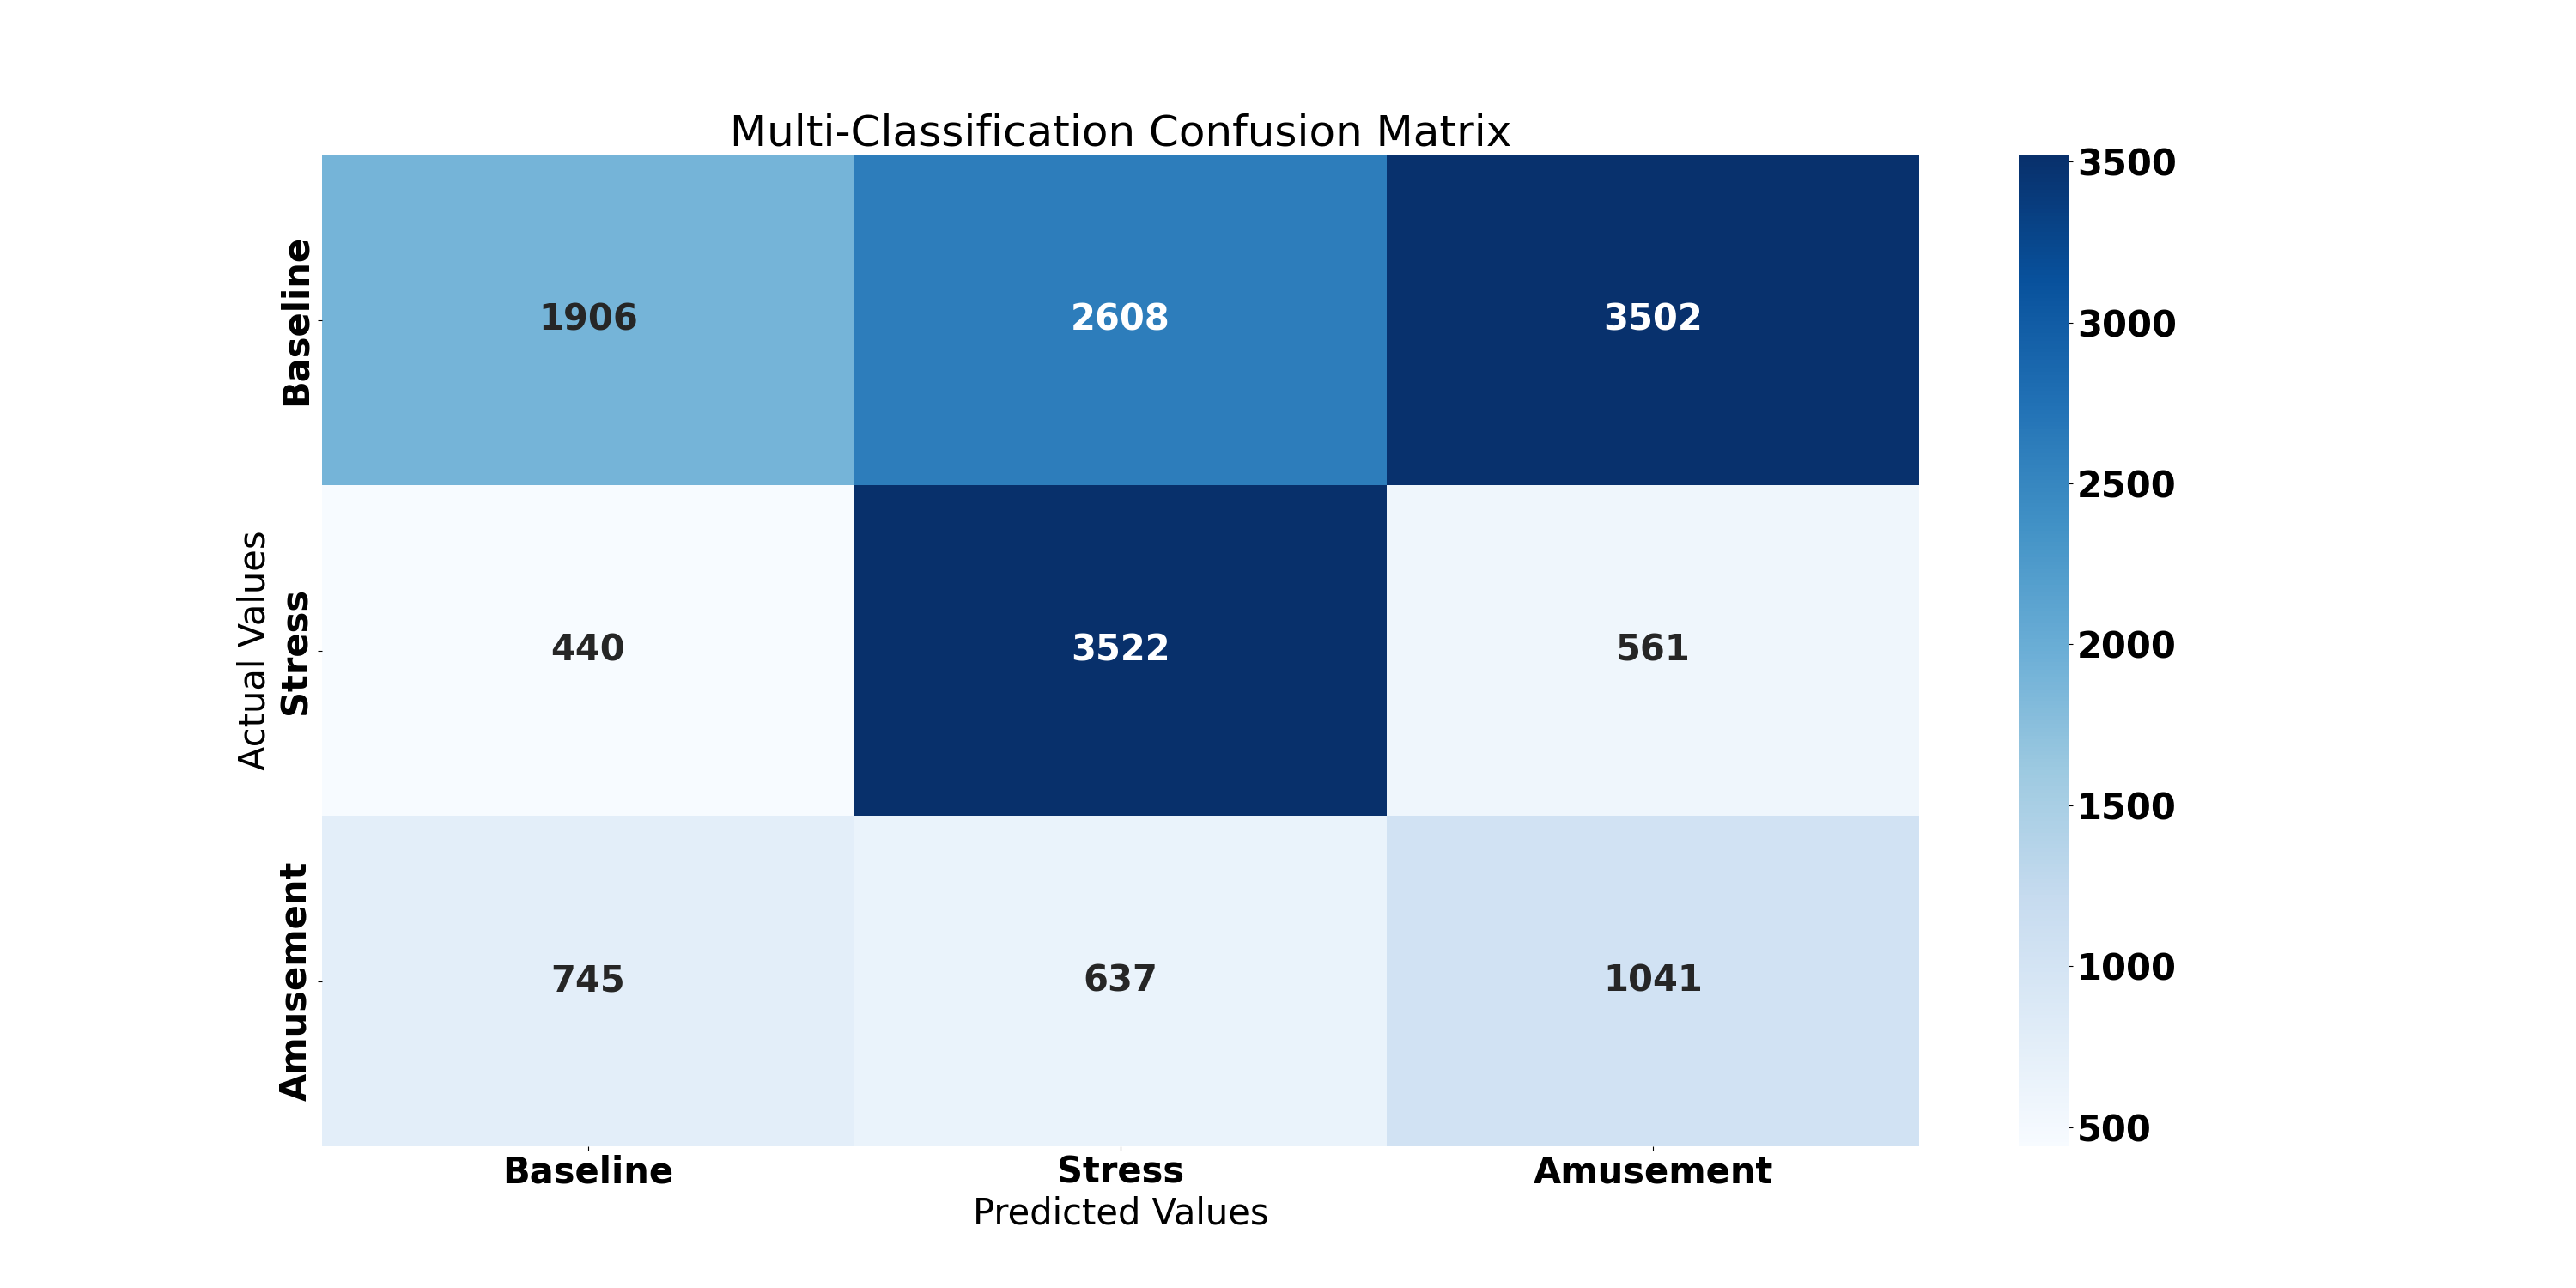 Multi-Classification Confusion Matrix
Actual Values
Baseline
1906 2608 3502
Stress
440 3522 561
Amusement
745 637 1041
Baseline Stress Amusement
Predicted Values
3500
3000
2500
2000
1500
1000
500